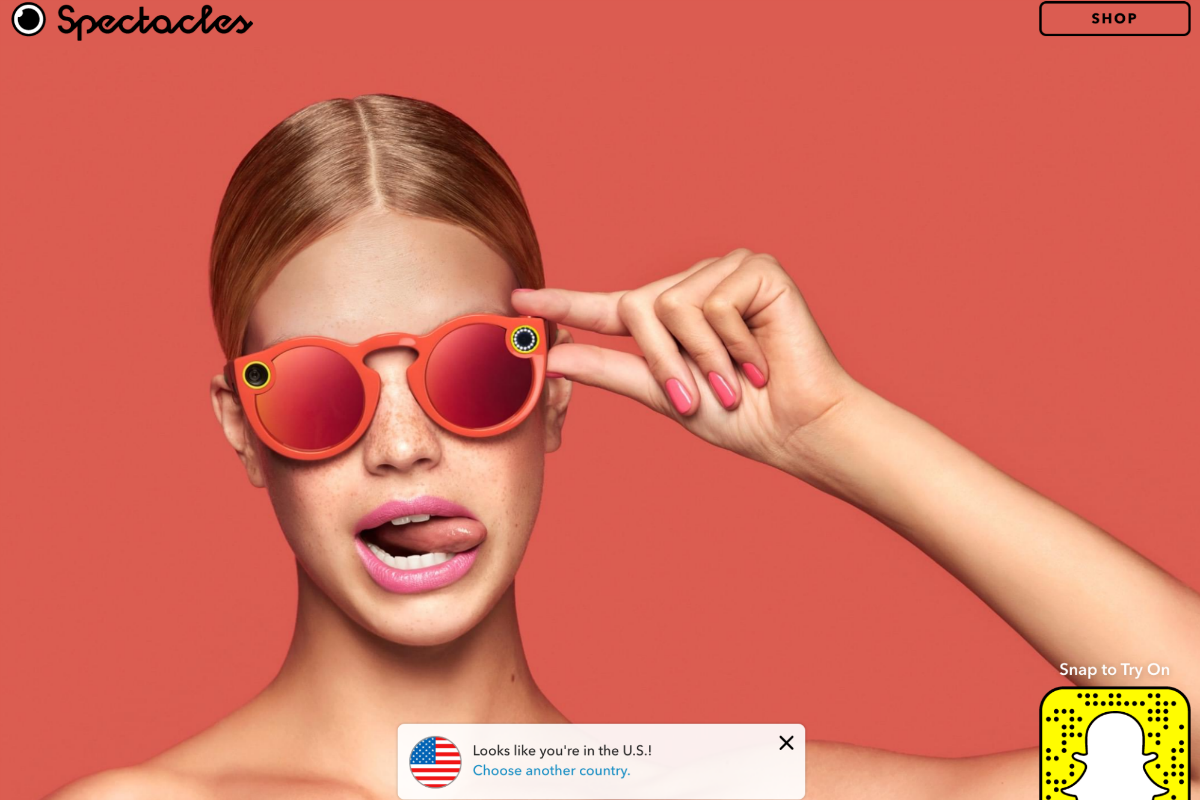 Spectacles
SHOP
Snap to Try On
Looks like you're in the U.S.!
Choose another country.